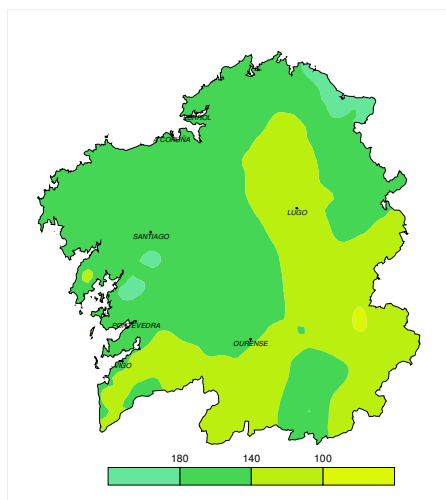 FERROL
CORUÑA
LUGO
SANTIAGO
PONTEVEDRA
OURENSE
VIGO
180 140 100